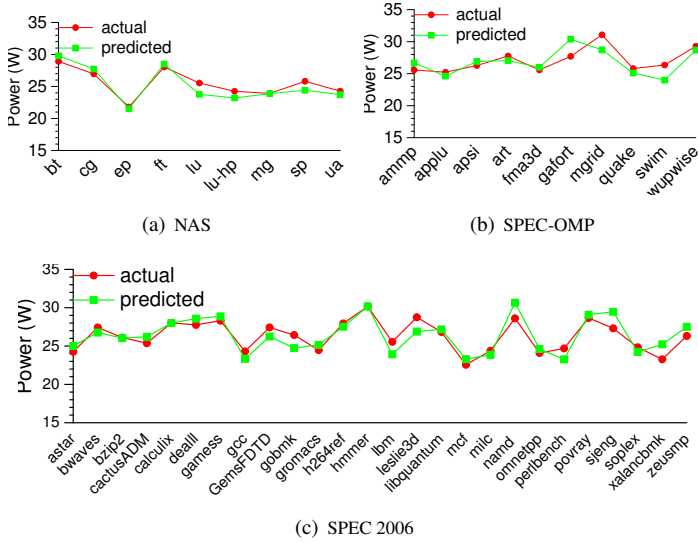 Power (W)
35
30
25
20
15
actual
predicted
bt
cg
ep
ft
lu
lu-hp
mg
sp
ua
(a) NAS
Power (W)
35
30
25
20
15
actual
predicted
ammp
applu
apsi
art
fma3d
gafort
mgrid
quake
swim
wupwise
(b) SPEC-OMP
Power (W)
35
30
25
20
15
actual
predicted
astar
bwaves
bzip2
cactusADM
calculix
dealII
gamess
gcc
GemsFDTD
gobmk
gromacs
h264ref
hmmer
lbm
leslie3d
libquantum
mcf
milc
namd
omnetpp
perlbench
povray
sjeng
soplex
xalancbmk
zeusmp
(c) SPEC 2006